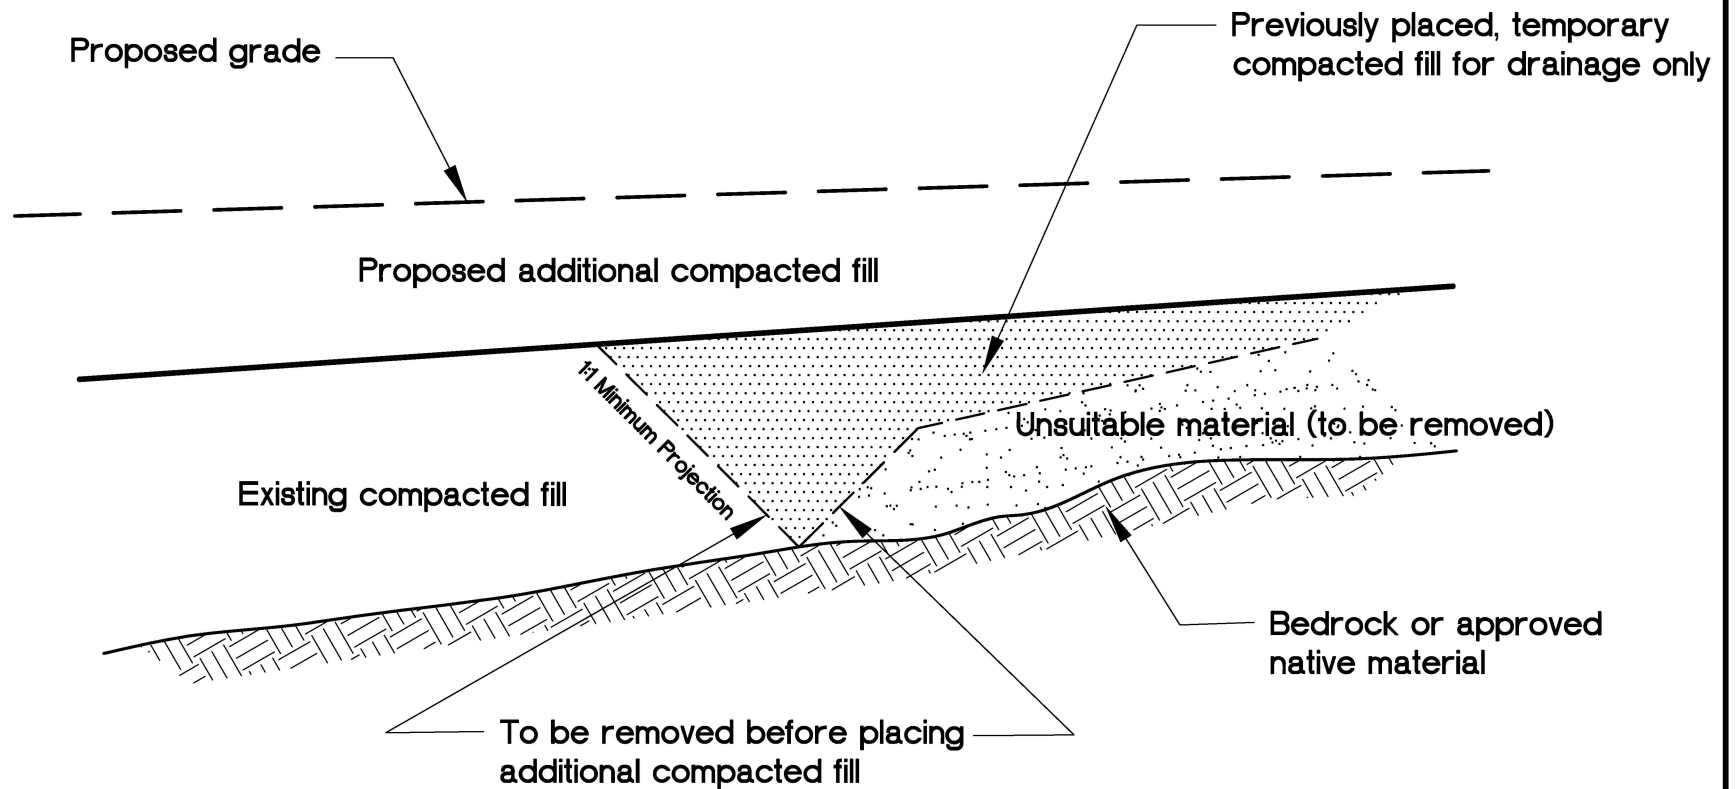 Previously placed, temporary
compacted fill for drainage only
Proposed grade
Proposed additional compacted fill
1:1 Minimum Projection
Unsuitable material (to be removed)
Existing compacted fill
Bedrock or approved
native material
To be removed before placing
additional compacted fill